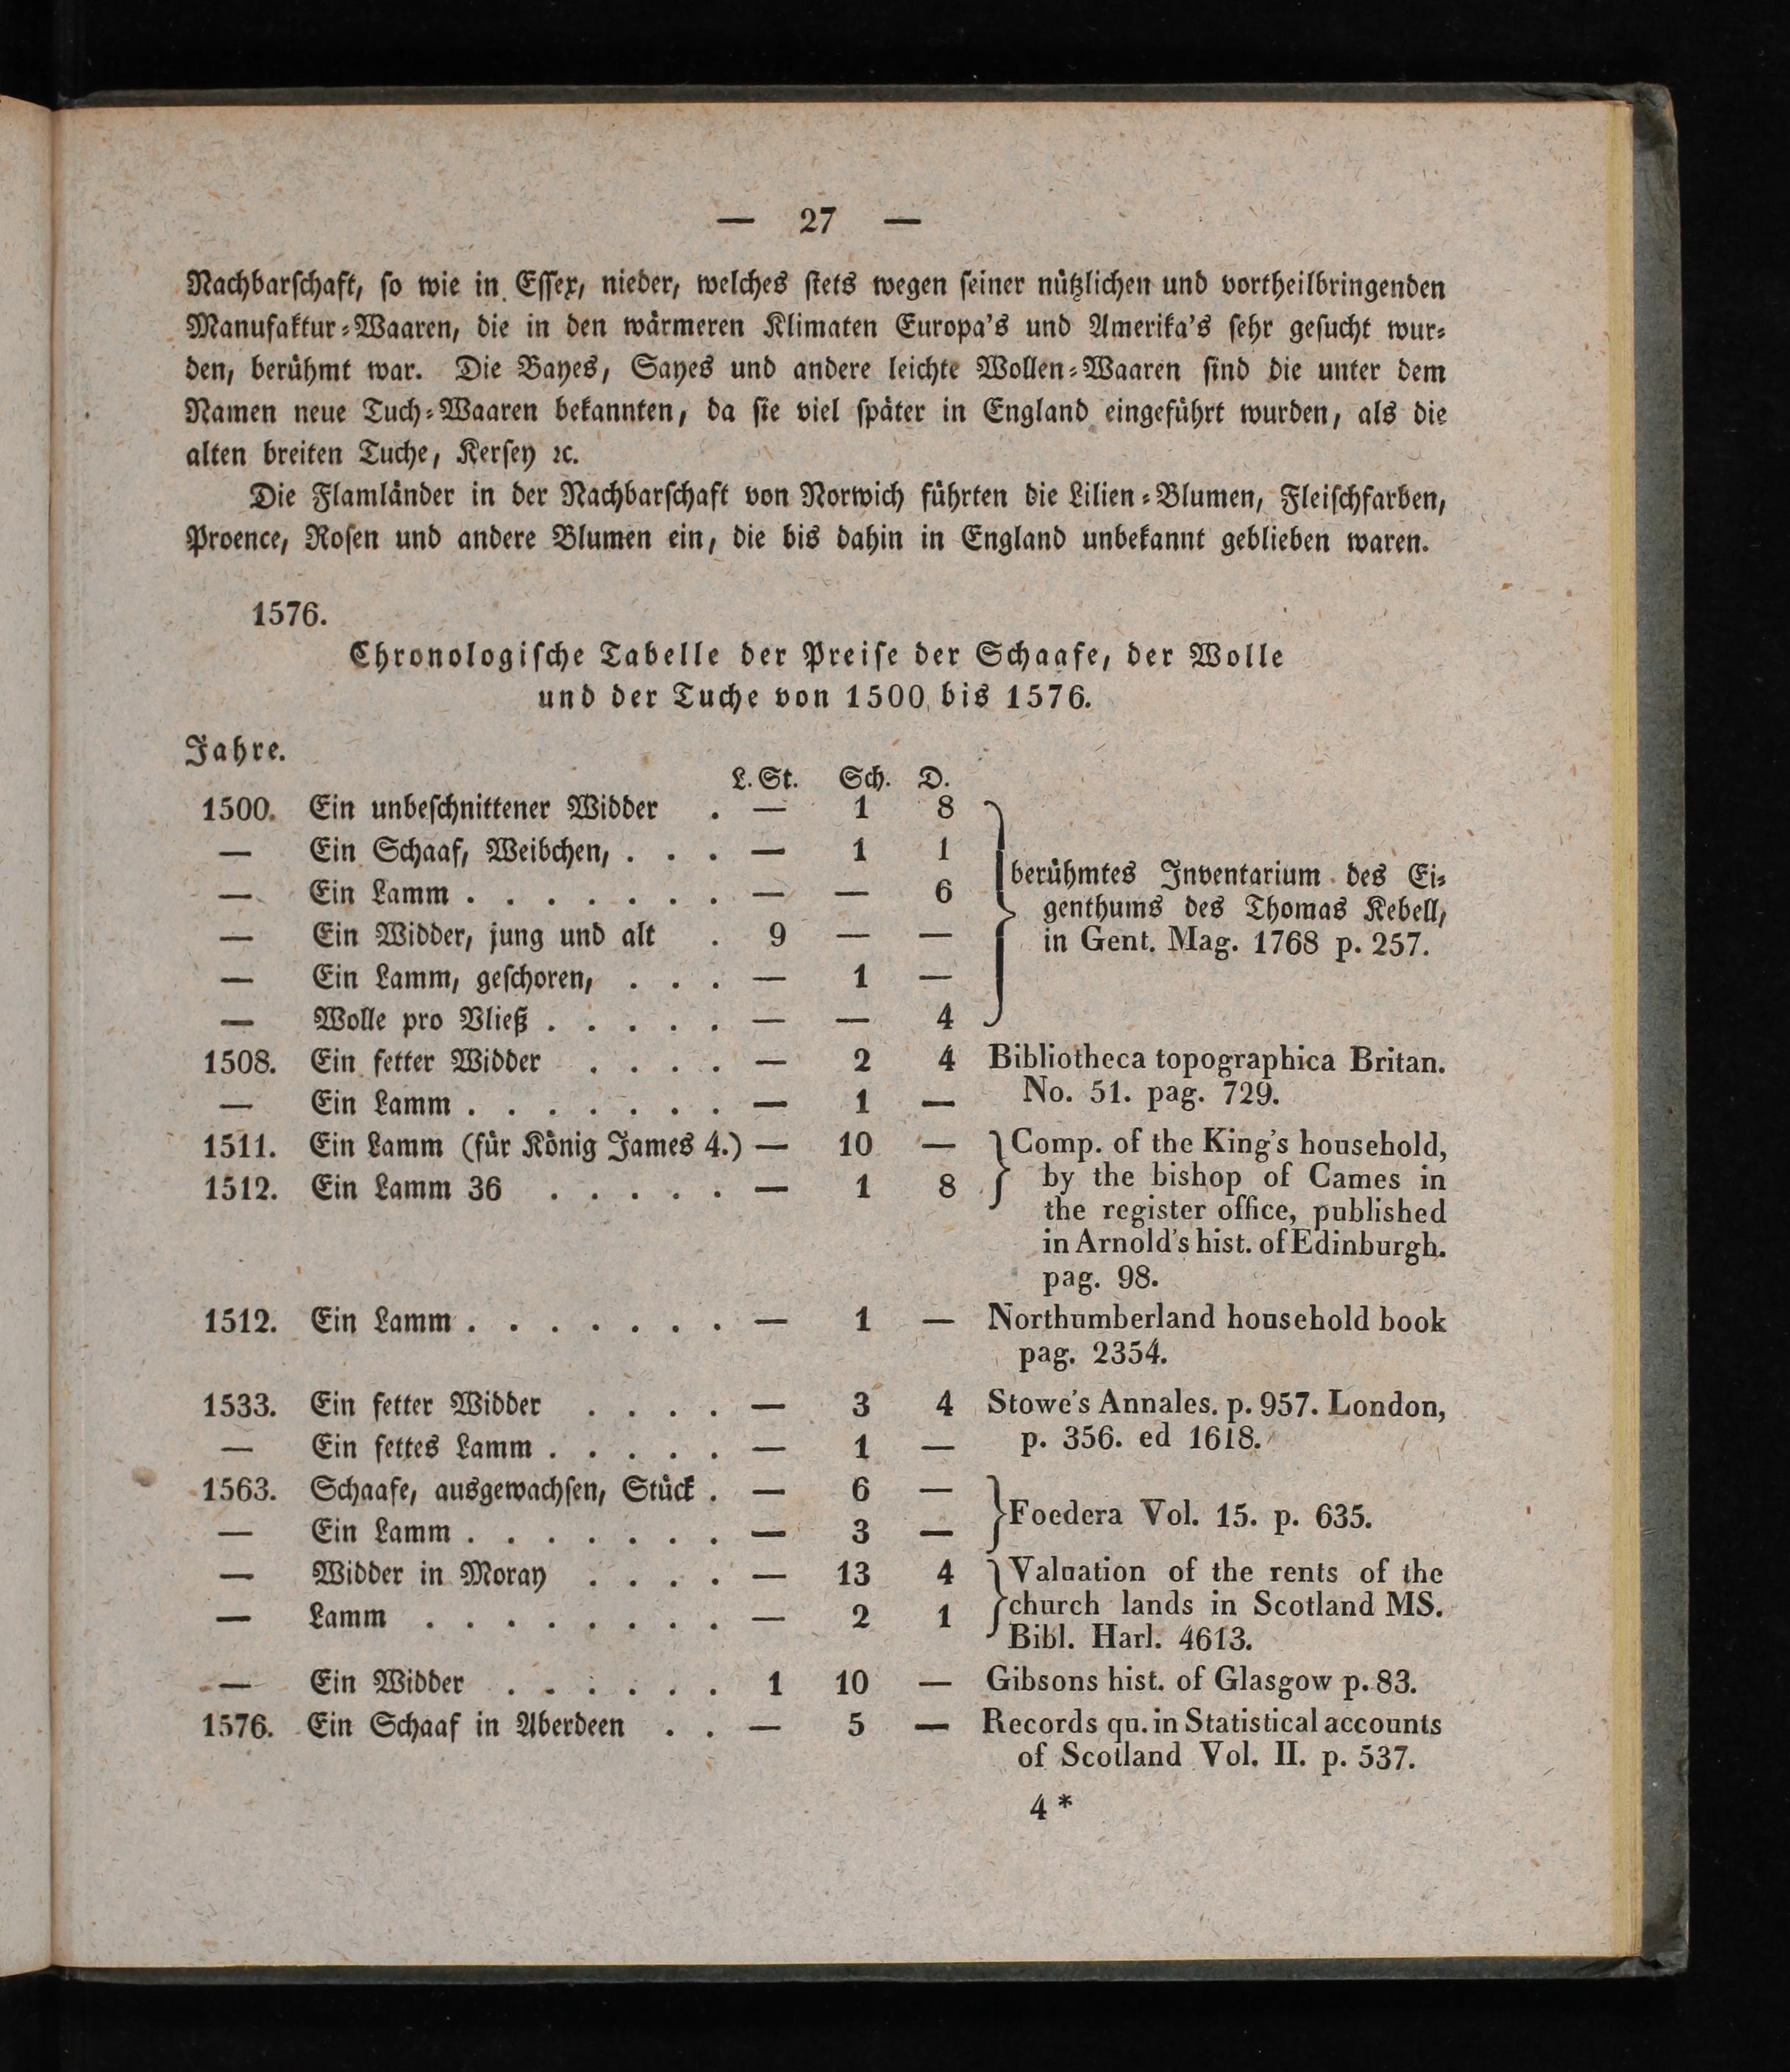 — 27 —
Nachbarſchaft, ſo wie in Eſſex, nieder, welches ſtets wegen ſeiner nützlichen und vortheilbringenden
Manufaktur-Waaren, die in den wärmeren Klimaten Europa's und Amerika's ſehr geſucht wur-
den, berühmt war. Die Bayes, Sayes und andere leichte Wollen-Waaren ſind die unter dem
Namen neue Tuch-Waaren bekannten, da ſie viel ſpäter in England eingeführt wurden, als die
alten breiten Tuche, Kerſey ꝛc.
Die Flamländer in der Nachbarſchaft von Norwich führten die Lilien-Blumen, Fleiſchfarben,
Proence, Roſen und andere Blumen ein, die bis dahin in England unbekannt geblieben waren.
1576.
Chronologiſche Tabelle der Preiſe der Schaafe, der Wolle
und der Tuche von 1500 bis 1576.
Jahre.
L. St. Sch. D.
1500. Ein unbeſchnittener Widder . — 1 8
— Ein Schaaf, Weibchen, . . . — 1 1
— Ein Lamm . . . . . . . — — 6
— Ein Widder, jung und alt . 9 — —
— Ein Lamm, geſchoren, . . . — 1 —
— Wolle pro Vließ . . . . . — — 4
berühmtes Inventarium des Ei-
genthums des Thomas Kebell,
in Gent. Mag. 1768 p. 257.
1508. Ein fetter Widder . . . . — 2 4 Bibliotheca topographica Britan.
— Ein Lamm . . . . . . . — 1 — No. 51. pag. 729.
1511. Ein Lamm (für König James 4.) — 10 — Comp. of the King's household,
1512. Ein Lamm 36 . . . . . — 1 8 by the bishop of Cames in
the register office, published
in Arnold's hist. of Edinburgh.
pag. 98.
1512. Ein Lamm . . . . . . . — 1 — Northumberland household book
pag. 2354.
1533. Ein fetter Widder . . . . — 3 4 Stowe's Annales. p. 957. London,
— Ein fettes Lamm . . . . . — 1 — p. 356. ed 1618.
1563. Schaafe, ausgewachſen, Stück . — 6 —
— Ein Lamm . . . . . . . — 3 —
Foedera Vol. 15. p. 635.
— Widder in Moray . . . . — 13 4 Valuation of the rents of the
— Lamm . . . . . . . . — 2 1 church lands in Scotland MS.
Bibl. Harl. 4613.
— Ein Widder . . . . . . 1 10 — Gibsons hist. of Glasgow p. 83.
1576. Ein Schaaf in Aberdeen . . — 5 — Records qu. in Statistical accounts
of Scotland Vol. II. p. 537.
4 *